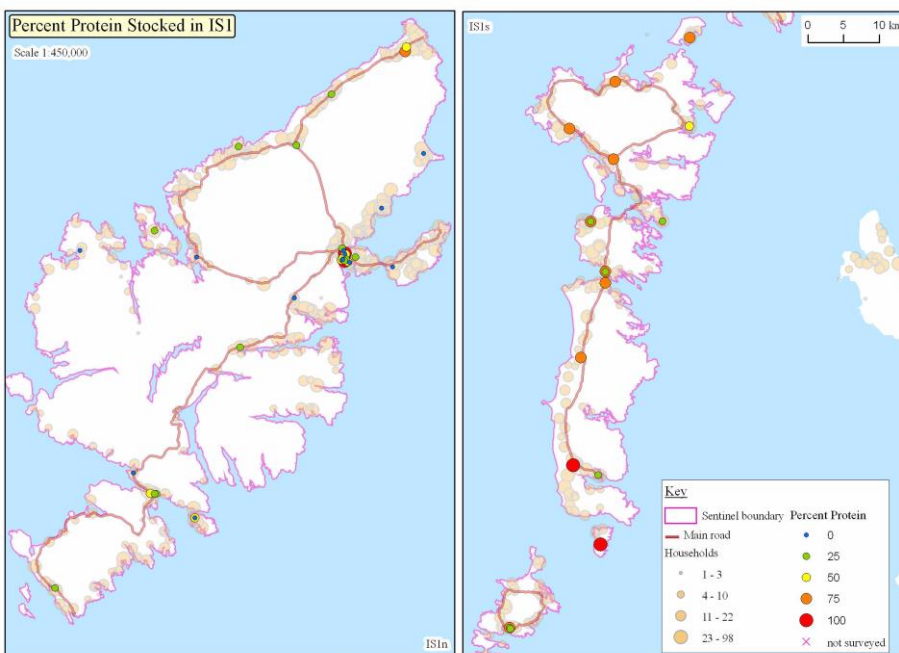 Percent Protein Stocked in IS1
Scale 1:450,000
IS1n
IS1s
0 5 10 km
Key
Sentinel boundary
Main road
Households
1 - 3
4 - 10
11 - 22
23 - 98
Percent Protein
0
25
50
75
100
not surveyed